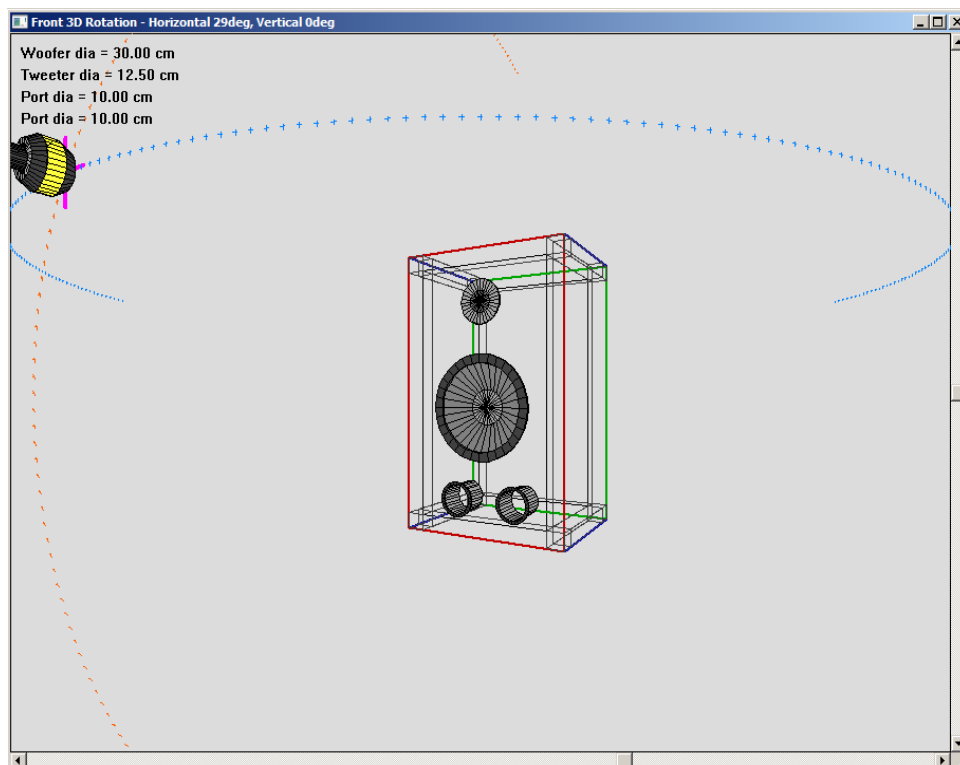 Front 3D Rotation - Horizontal 29deg, Vertical 0deg
Woofer dia = 30.00 cm
Tweeter dia = 12.50 cm
Port dia = 10.00 cm
Port dia = 10.00 cm